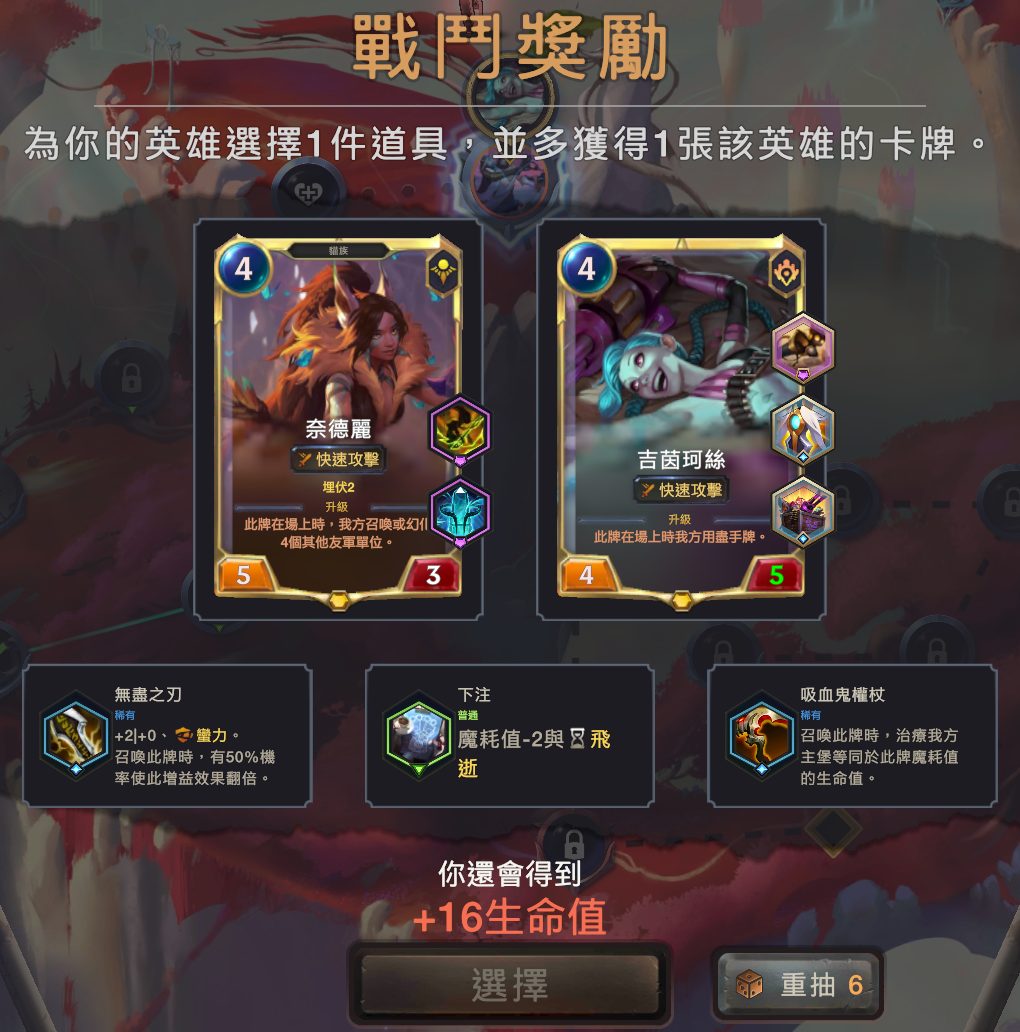 戰鬥獎勵
為你的英雄選擇1件道具，並多獲得1張該英雄的卡牌。
4
貓族
奈德麗
快速攻擊
埋伏2
升級
此牌在場上時，我方召喚或幻化
4個其他友軍單位。
5
3
4
吉茵珂絲
快速攻擊
升級
此牌在場上時我方用盡手牌。
4
5
無盡之刃
稀有
+2|+0、蠻力。
召喚此牌時，有50%機
率使此增益效果翻倍。
下注
普通
魔耗值-2與飛
逝
吸血鬼權杖
稀有
召喚此牌時，治療我方
主堡等同於此牌魔耗值
的生命值。
你還會得到
+16生命值
選擇
重抽 6